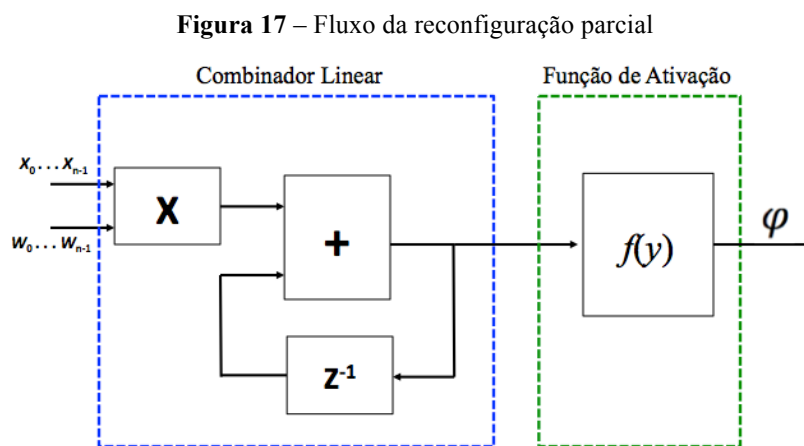 Figura 17 – Fluxo da reconfiguração parcial
Combinador Linear
Função de Ativação
X₀...Xₙ₋₁
W₀...Wₙ₋₁
X
+
Z⁻¹
f(y)
φ